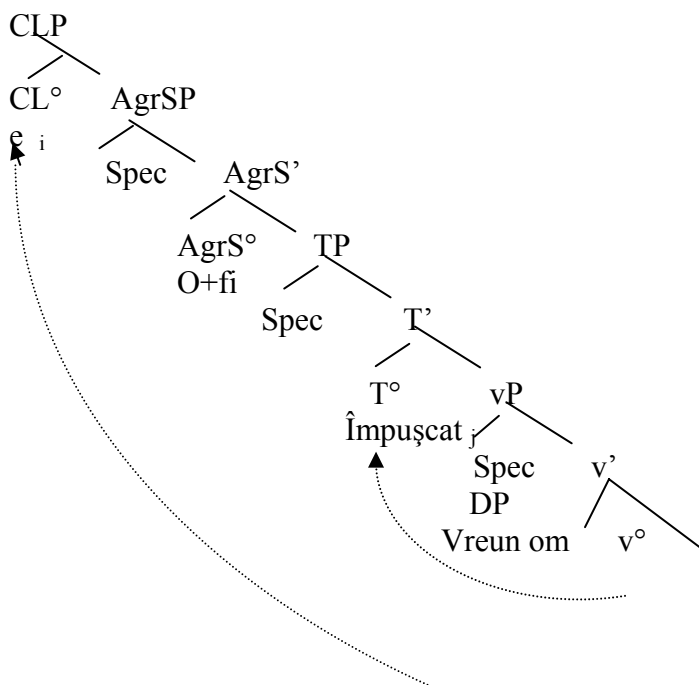 CLP
CL° AgrSP
e i
Spec AgrS’
AgrS° TP
O+fi
Spec T’
T° vP
Împuşcat j
Spec v’
DP
Vreun om v°